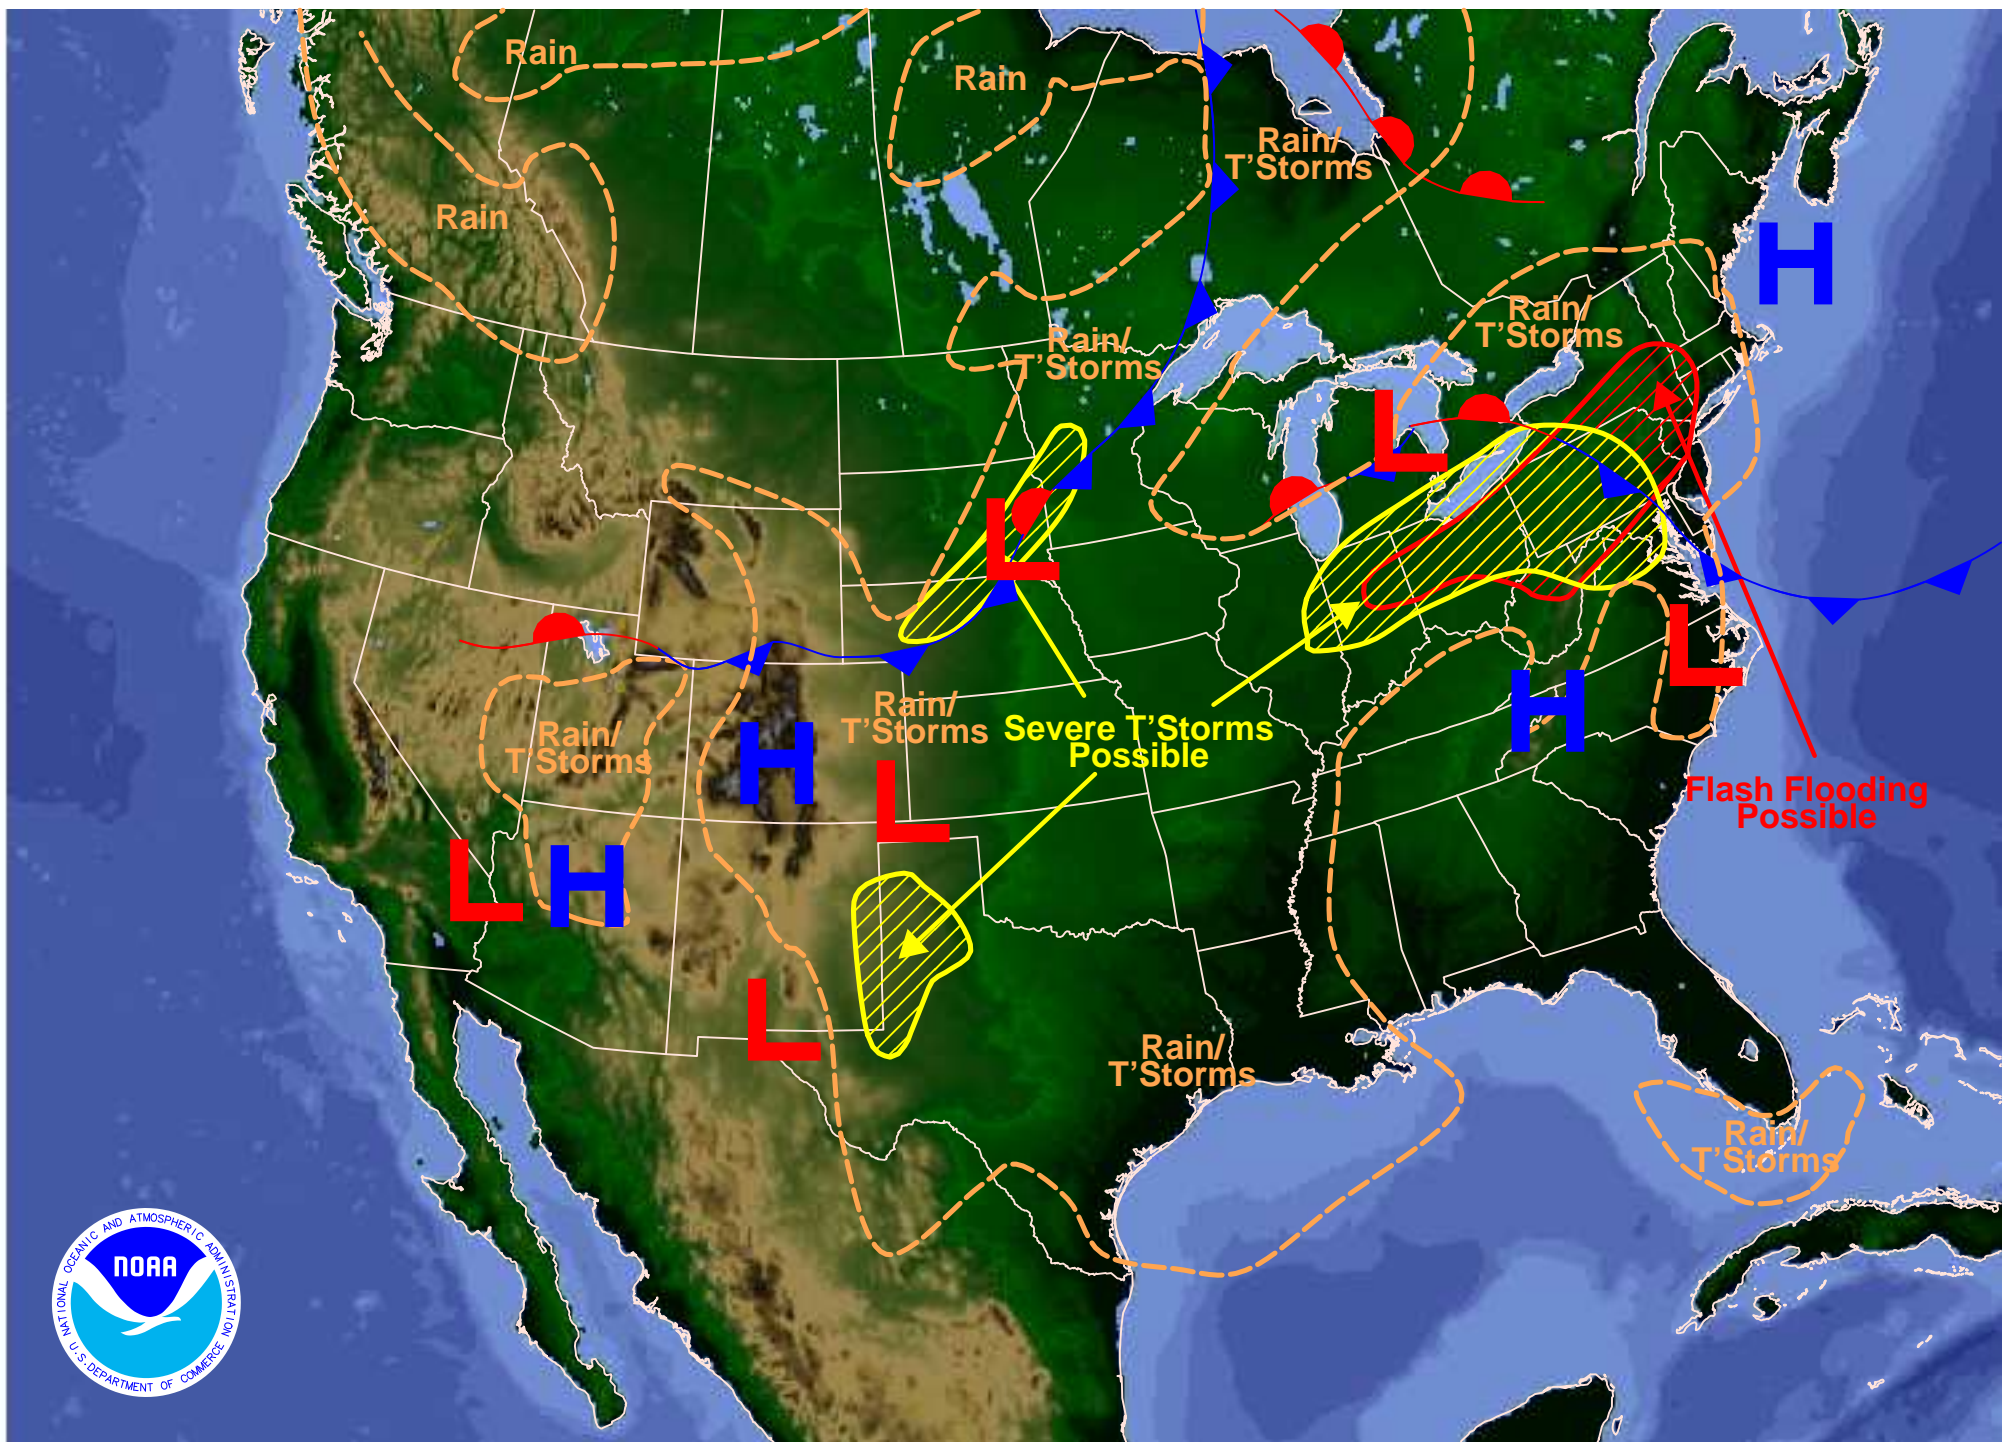 Rain
Rain
Rain/
T'Storms
Rain
Rain/
T'Storms
Rain/
T'Storms
Rain/
T'Storms
Rain/
T'Storms
Severe T'Storms
Possible
Flash Flooding
Possible
Rain/
T'Storms
Rain/
T'Storms
H
L
L
L
H
H
L
L
H
L
NATIONAL OCEANIC AND ATMOSPHERIC ADMINISTRATION
NOAA
U.S. DEPARTMENT OF COMMERCE